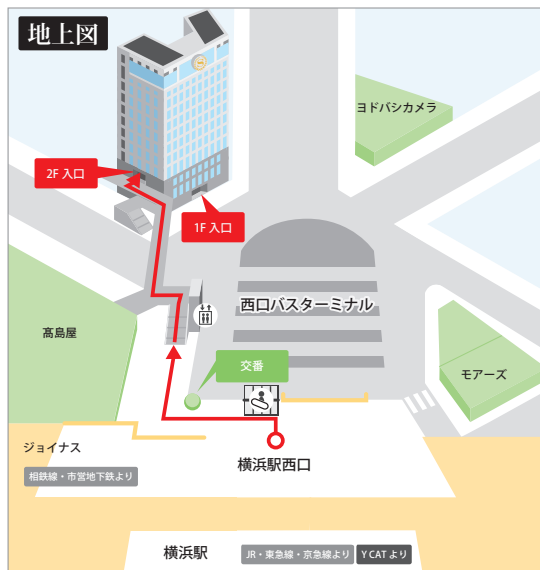 地上図
ヨドバシカメラ
2F 入口
1F 入口
西口バスターミナル
髙島屋
交番
モアーズ
ジョイナス
相鉄線・市営地下鉄より
横浜駅西口
横浜駅
JR・東急線・京急線より
Y CAT より